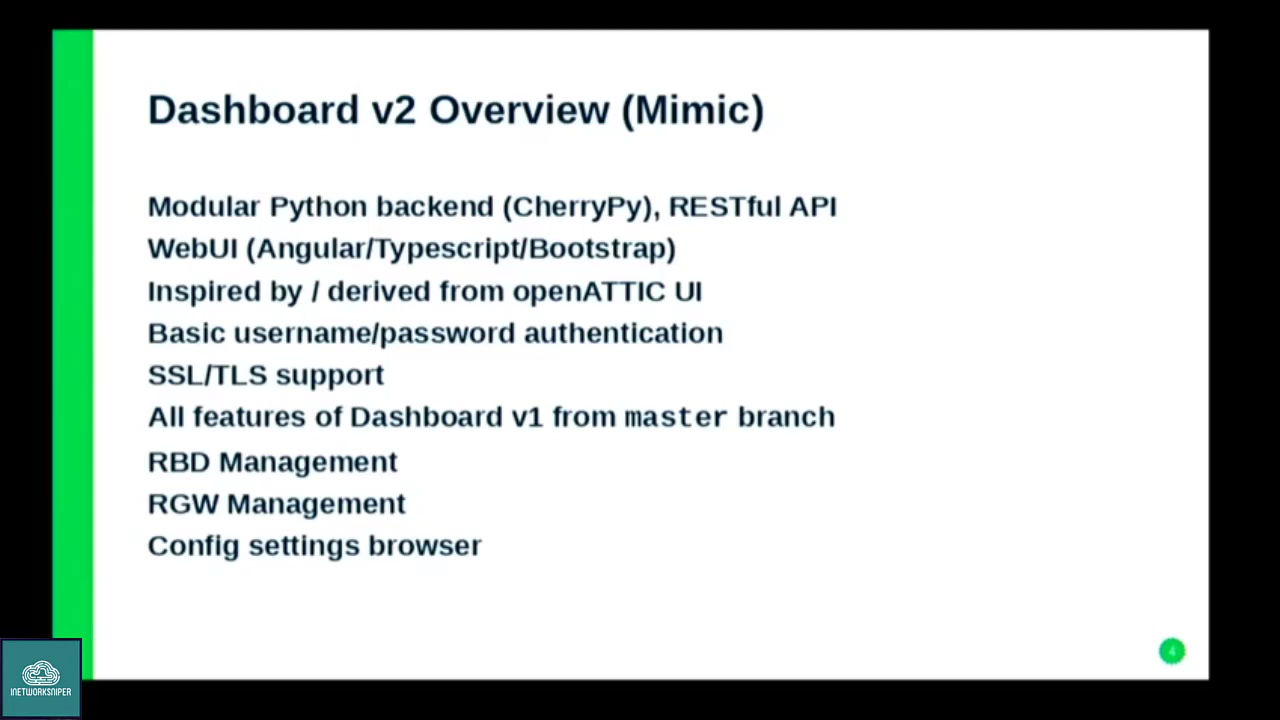 Dashboard v2 Overview (Mimic)
Modular Python backend (CherryPy), RESTful API
WebUI (Angular/Typescript/Bootstrap)
Inspired by / derived from openATTIC UI
Basic username/password authentication
SSL/TLS support
All features of Dashboard v1 from master branch
RBD Management
RGW Management
Config settings browser
4
INETWORKSNIPER